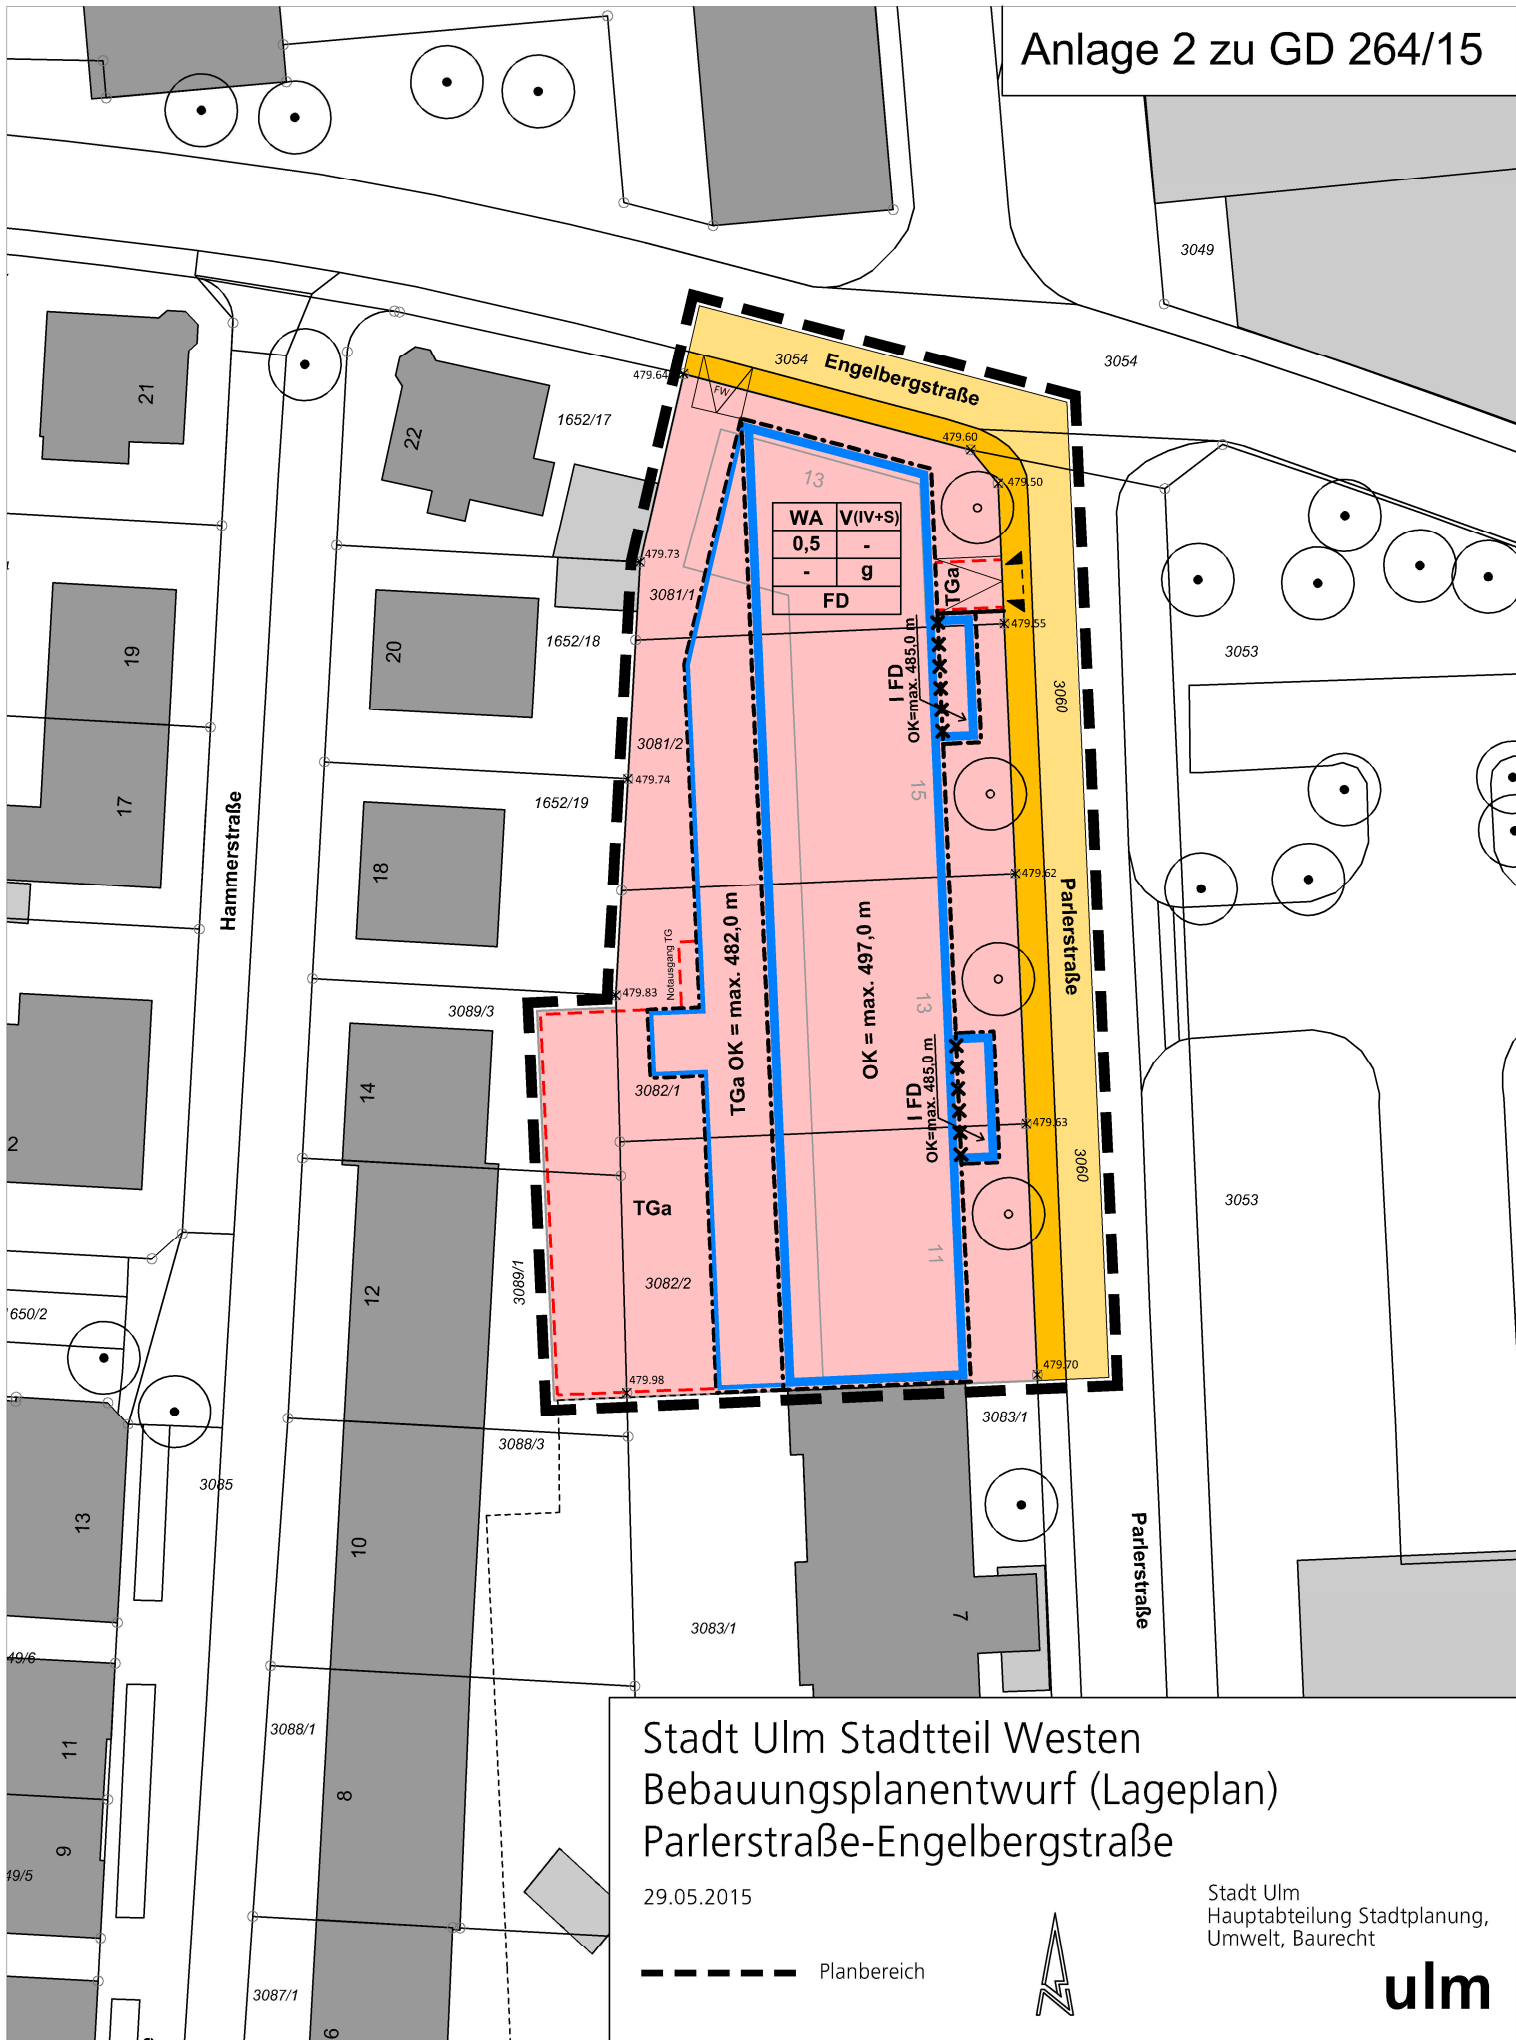 Anlage 2 zu GD 264/15
3049
3054
Engelbergstraße
3054
479.64
FW
479.60
479.50
21
22
1652/17
13
WA V(IV+S)
0,5 -
- g
FD
TGa
479.73
3081/1
479.55
19
20
1652/18
I FD
OK=max. 485,0 m
3060
3053
3081/2
479.74
15
17
18
1652/19
Hammerstraße
479.62
Parlerstraße
TGa OK = max. 482,0 m
OK = max. 497,0 m
Notausgang TG
479.83
13
3089/3
14
3082/1
I FD
OK=max. 485,0 m
479.63
3060
2
TGa
3053
11
12
3089/1
3082/2
650/2
479.70
479.98
3083/1
3088/3
3085
13
10
Parlerstraße
7
3083/1
49/6
3088/1
11
8
9
49/5
3087/1
6
Stadt Ulm Stadtteil Westen
Bebauungsplanentwurf (Lageplan)
Parlerstraße-Engelbergstraße
29.05.2015
Stadt Ulm
Hauptabteilung Stadtplanung,
Umwelt, Baurecht
Planbereich
N
ulm